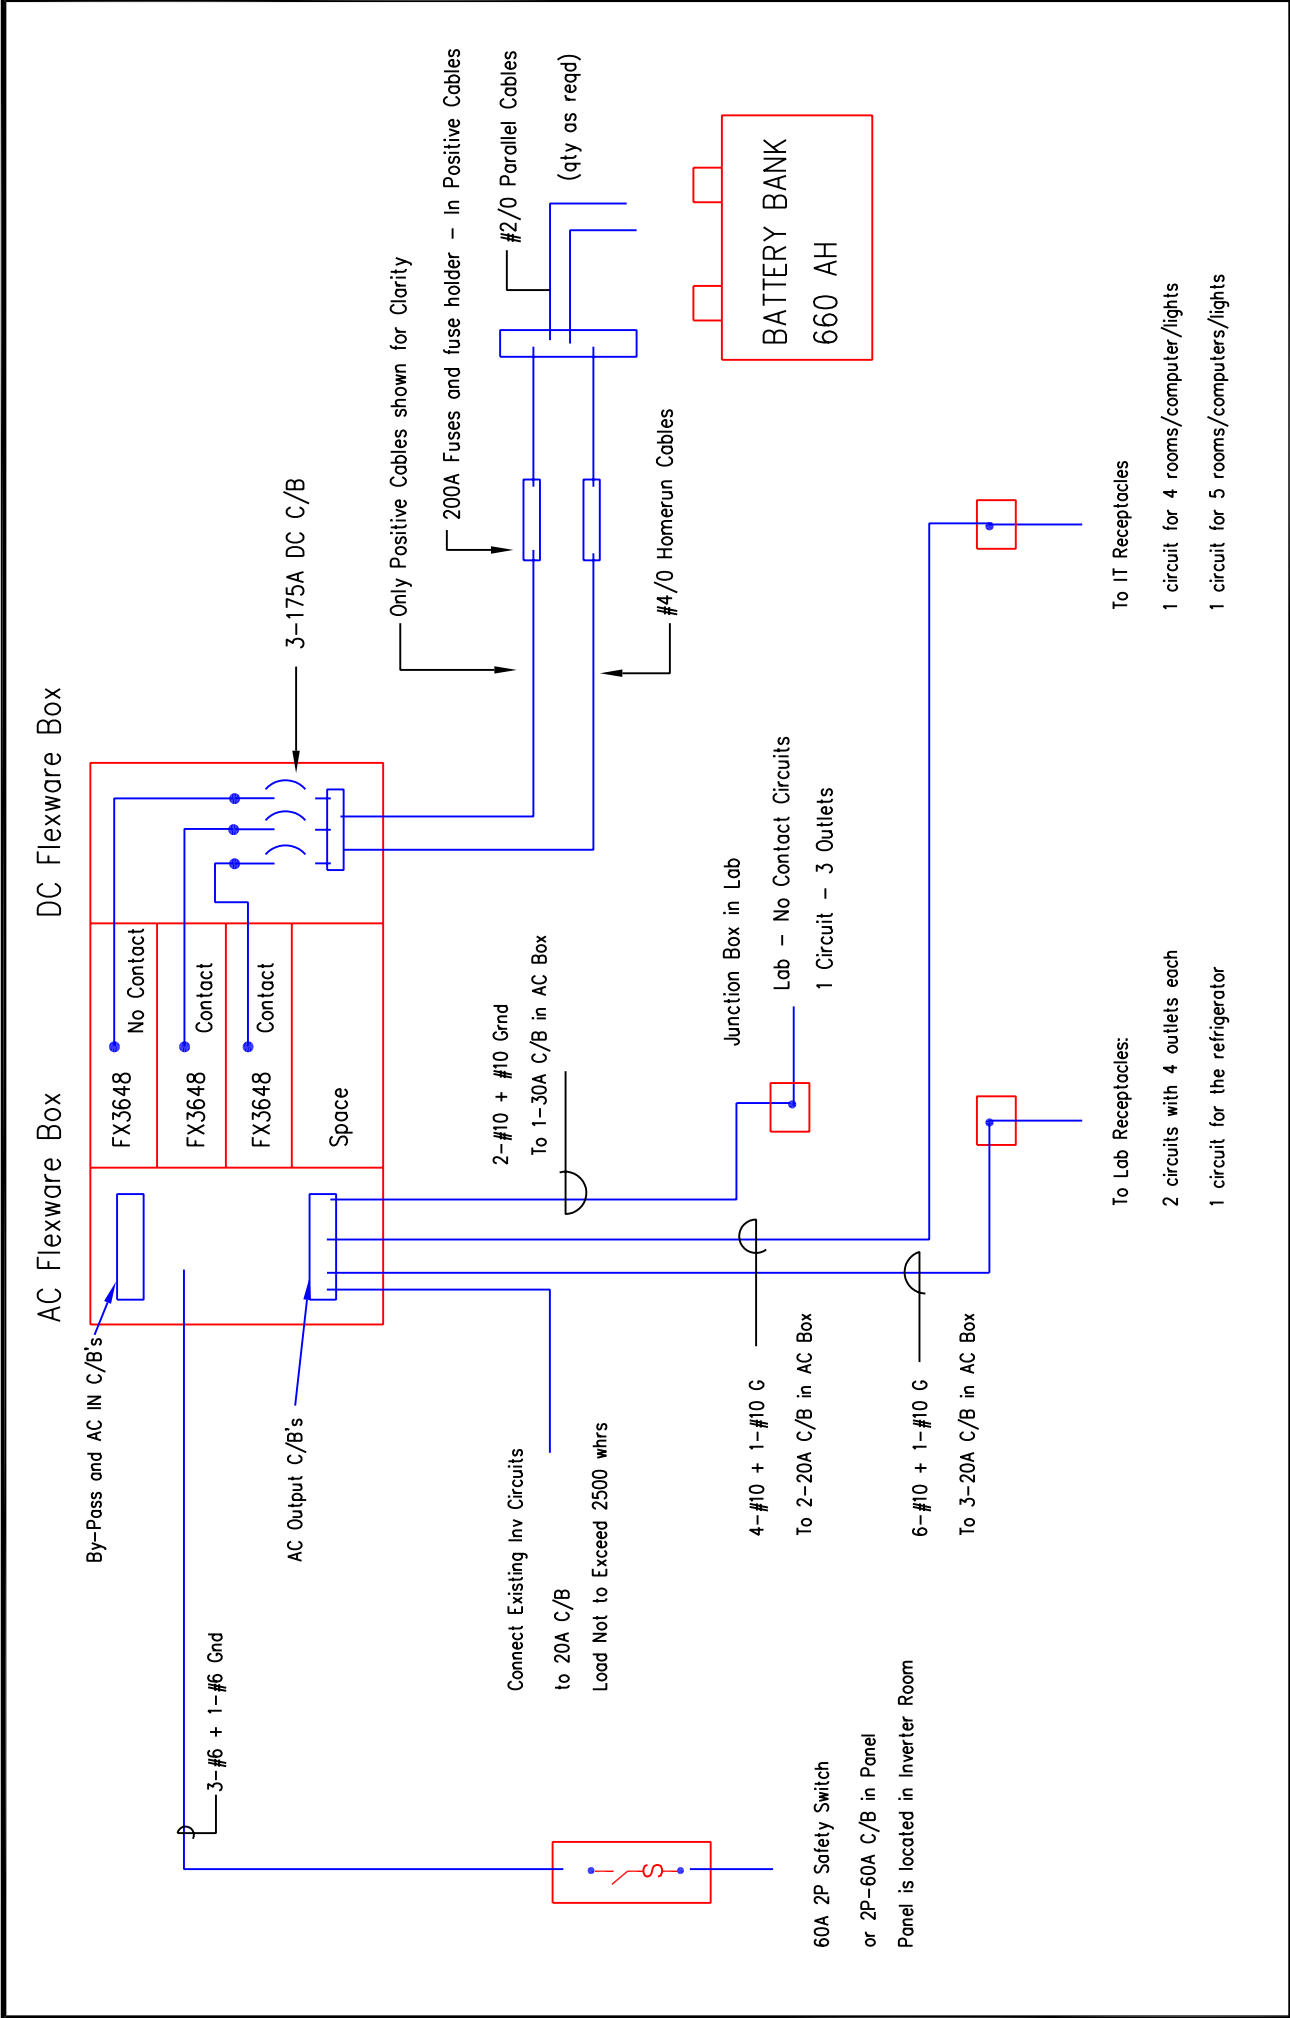 AC Flexware Box
DC Flexware Box
By-Pass and AC IN C/B's
FX3648
No Contact
FX3648
Contact
FX3648
Contact
Space
3-175A DC C/B
3-#6 + 1-#6 Gnd
AC Output C/B's
Only Positive Cables shown for Clarity
200A Fuses and fuse holder - In Positive Cables
#2/0 Parallel Cables
(qty as reqd)
2-#10 + #10 Grnd
To 1-30A C/B in AC Box
#4/0 Homerun Cables
Connect Existing Inv Circuits
to 20A C/B
Load Not to Exceed 2500 whrs
BATTERY BANK
660 AH
Junction Box in Lab
Lab - No Contact Circuits
1 Circuit - 3 Outlets
4-#10 + 1-#10 G
To 2-20A C/B in AC Box
S
60A 2P Safety Switch
or 2P-60A C/B in Panel
Panel is located in Inverter Room
6-#10 + 1-#10 G
To 3-20A C/B in AC Box
To Lab Receptacles:
2 circuits with 4 outlets each
1 circuit for the refrigerator
To IT Receptacles
1 circuit for 4 rooms/computer/lights
1 circuit for 5 rooms/computers/lights